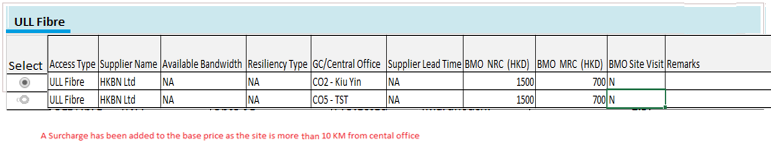 ULL Fibre
Select Access Type Supplier Name Available Bandwidth Resiliency Type GC/Central Office Supplier Lead Time BMO NRC (HKD) BMO MRC (HKD) BMO Site Visit Remarks
ULL Fibre HKBN Ltd NA NA CO2 - Kiu Yin NA 1500 700 N
ULL Fibre HKBN Ltd NA NA CO5 - TST NA 1500 700 N
A Surcharge has been added to the base price as the site is more than 10 KM from cental office